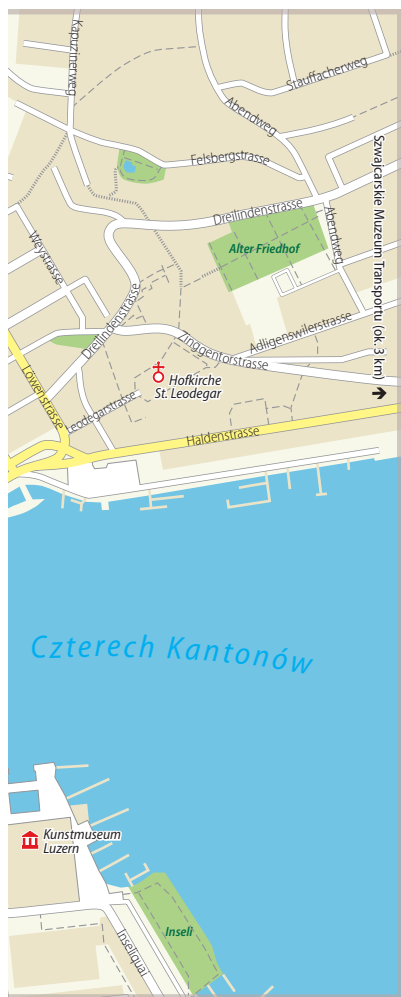 Kapuzinerweg
Stauffacherweg
Abendweg
Felsbergstrasse
Szwajcarskie Muzeum Transportu (ok. 3 km)
Dreilindenstrasse
Abendweg
Weystrasse
Alter Friedhof
Dreilindenstrasse
Adligenswilerstrasse
Zinggentorstrasse
Löwenstrasse
Hofkirche
St. Leodegar
Leodegarstrasse
Haldenstrasse
Czterech Kantonów
Kunstmuseum
Luzern
Inseli
Inseliquai